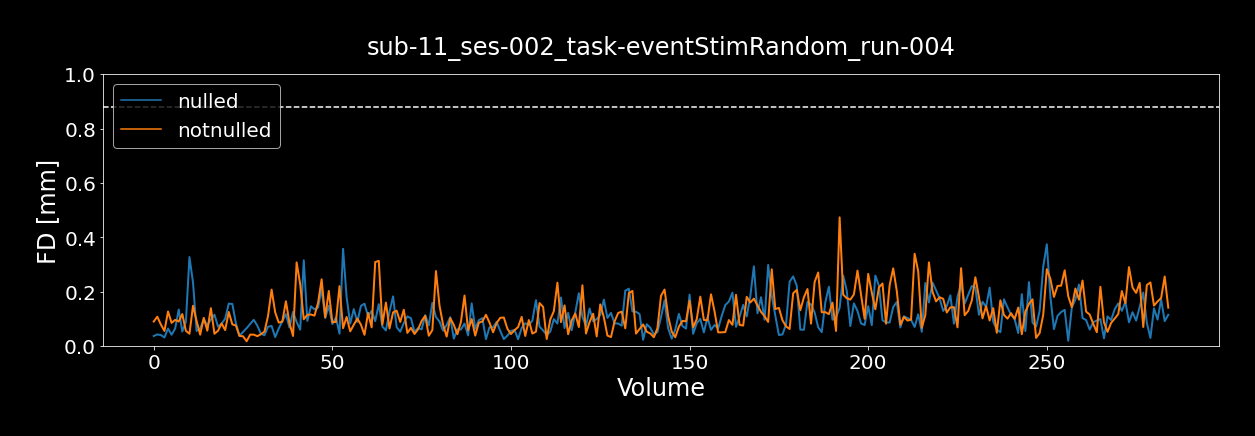 sub-11_ses-002_task-eventStimRandom_run-004
1.0
0.8
0.6
0.4
0.2
0.0
FD [mm]
nulled
notnulled
0 50 100 150 200 250
Volume